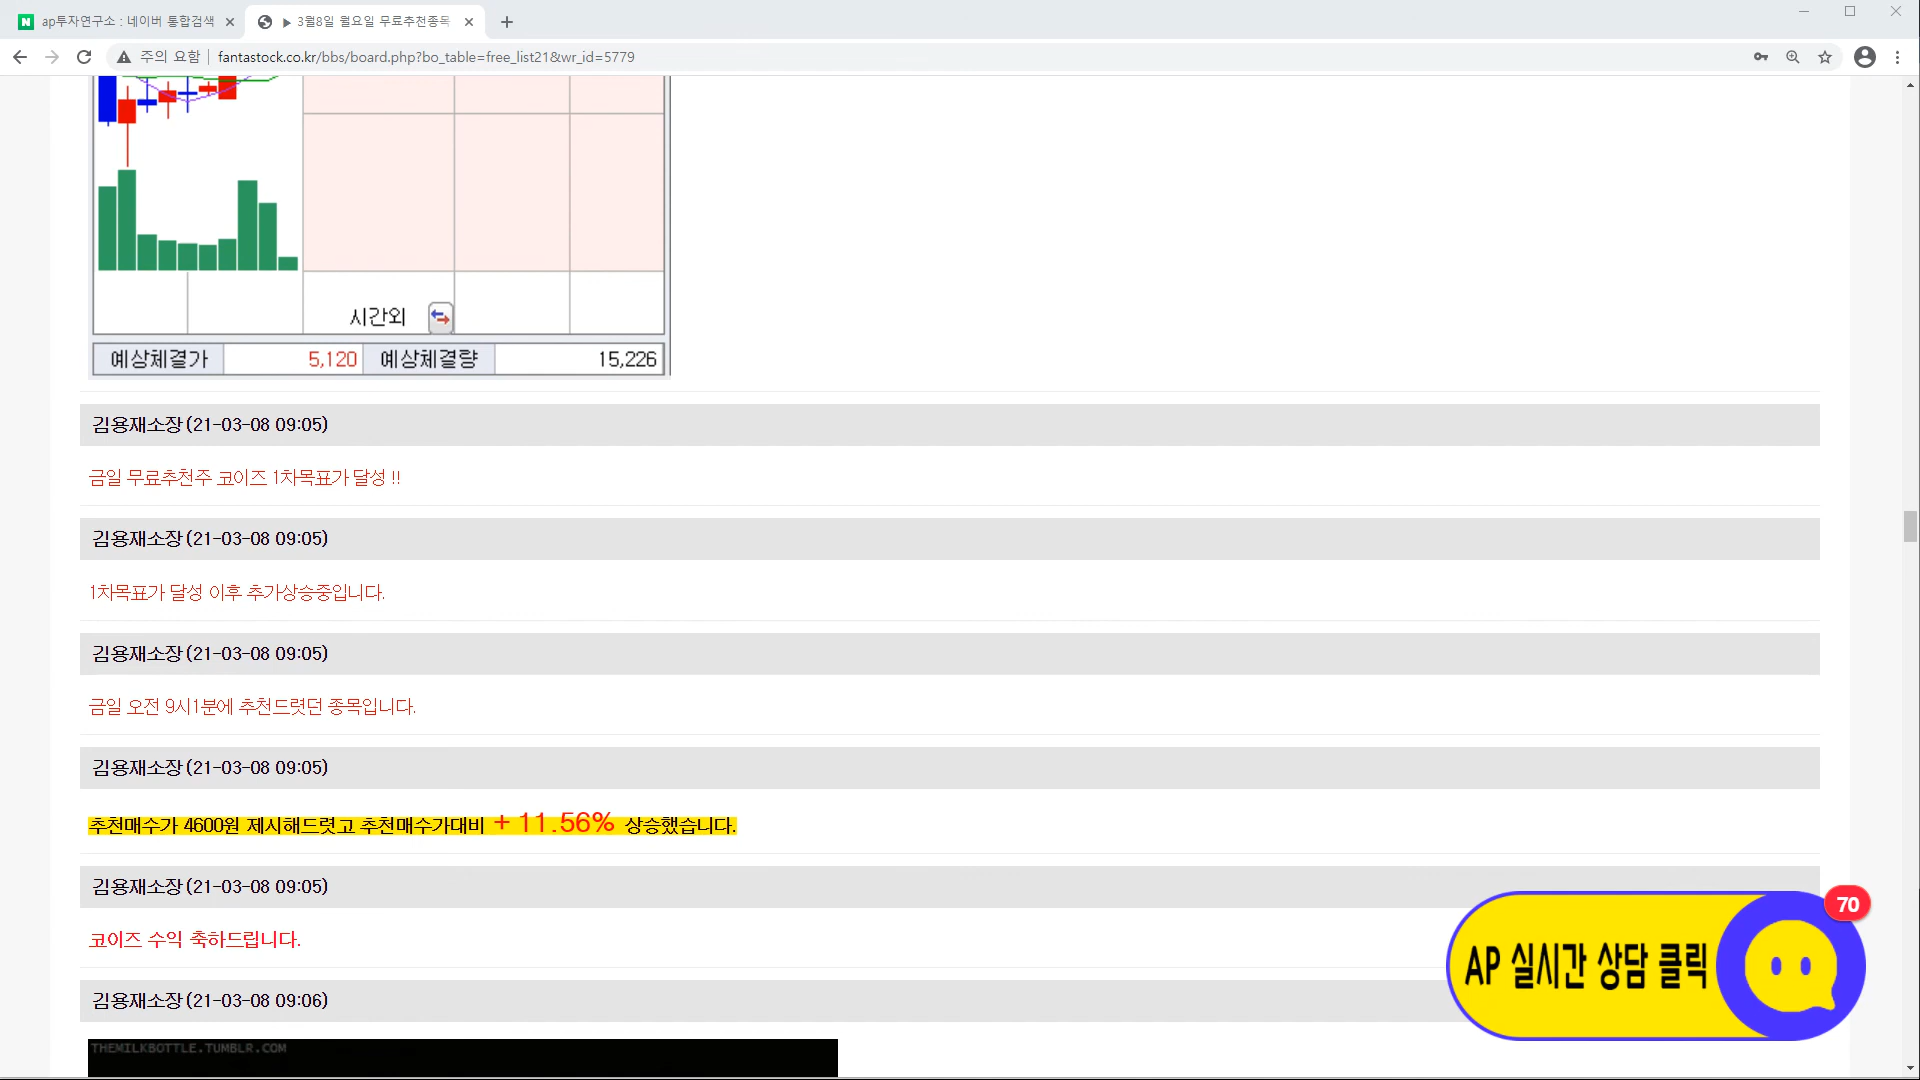 ap투자연구소 : 네이버 통합검색
▶ 3월8일 월요일 무료추천종목
주의 요함 | fantastock.co.kr/bbs/board.php?bo_table=free_list21&wr_id=5779
시간외
예상체결가 5,120 예상체결량 15,226
김용재소장 (21-03-08 09:05)
금일 무료추천주 코이즈 1차목표가 달성 !!
김용재소장 (21-03-08 09:05)
1차목표가 달성 이후 추가상승중입니다.
김용재소장 (21-03-08 09:05)
금일 오전 9시1분에 추천드렷던 종목입니다.
김용재소장 (21-03-08 09:05)
추천매수가 4600원 제시해드렷고 추천매수가대비 + 11.56% 상승했습니다.
김용재소장 (21-03-08 09:05)
코이즈 수익 축하드립니다.
70
AP 실시간 상담 클릭
김용재소장 (21-03-08 09:06)
THEMILKBOTTLE.TUMBLR.COM